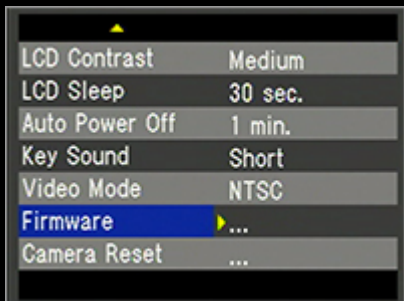 LCD Contrast Medium
LCD Sleep 30 sec.
Auto Power Off 1 min.
Key Sound Short
Video Mode NTSC
Firmware ...
Camera Reset ...